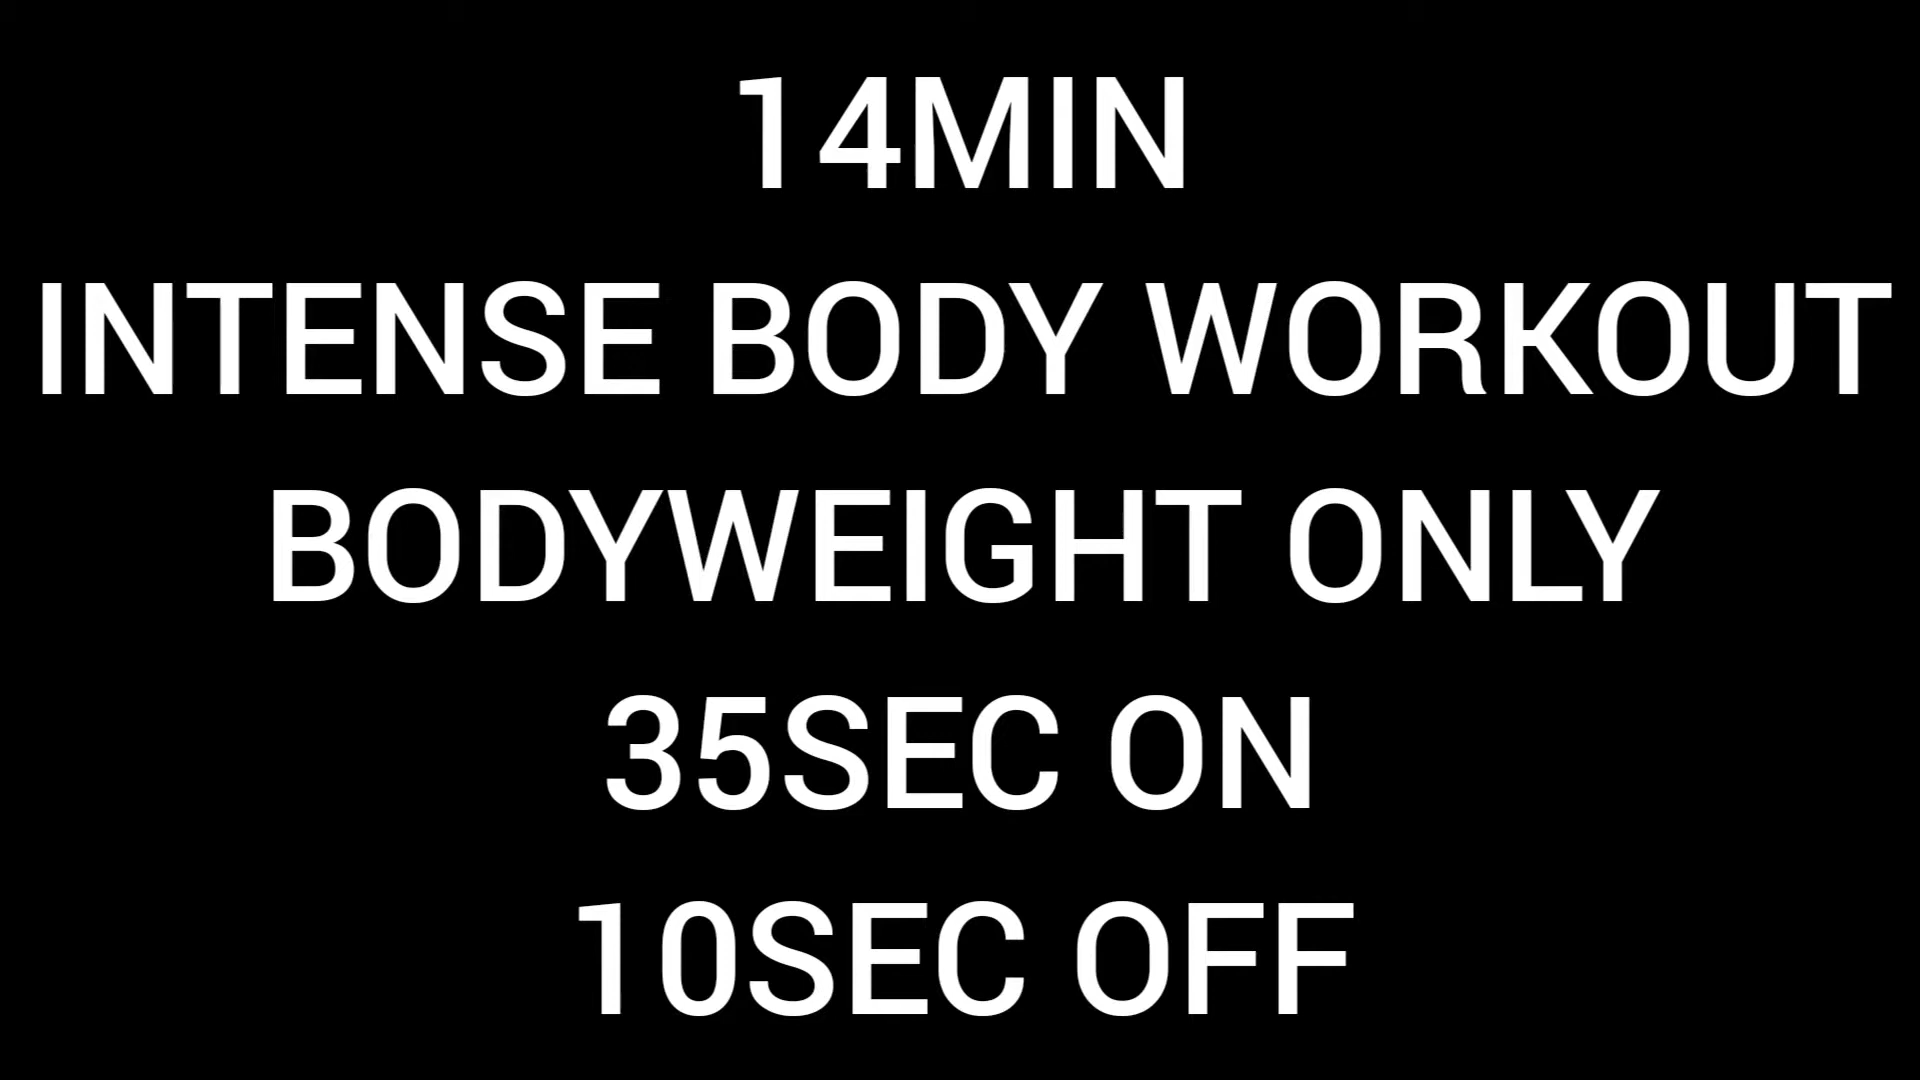 14MIN
INTENSE BODY WORKOUT
BODYWEIGHT ONLY
35SEC ON
10SEC OFF